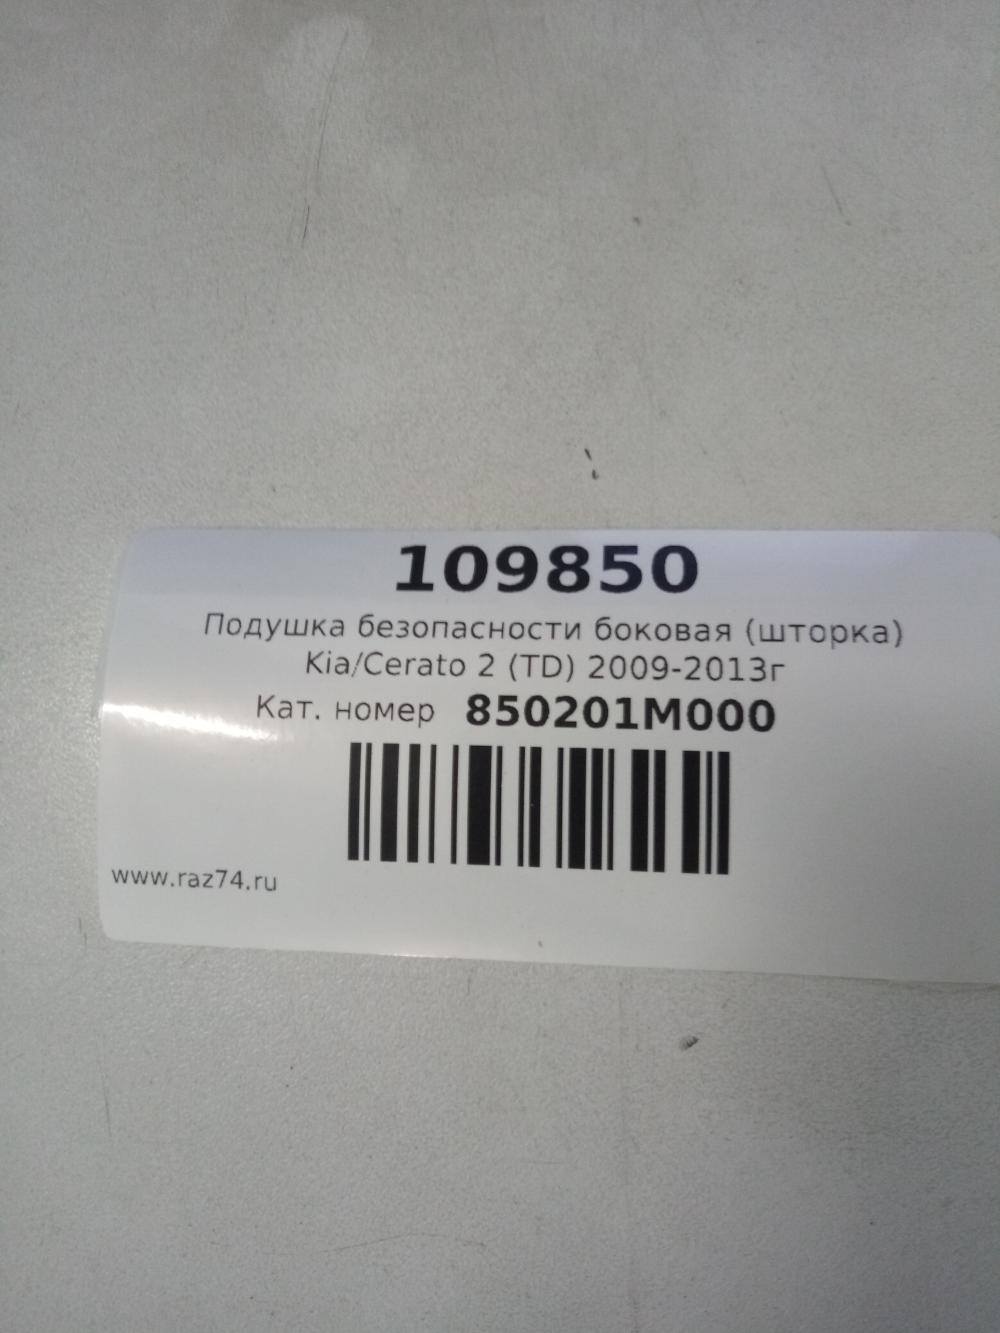 109850
Подушка безопасности боковая (шторка)
Kia/Cerato 2 (TD) 2009-2013г
Кат. номер 850201M000
www.raz74.ru